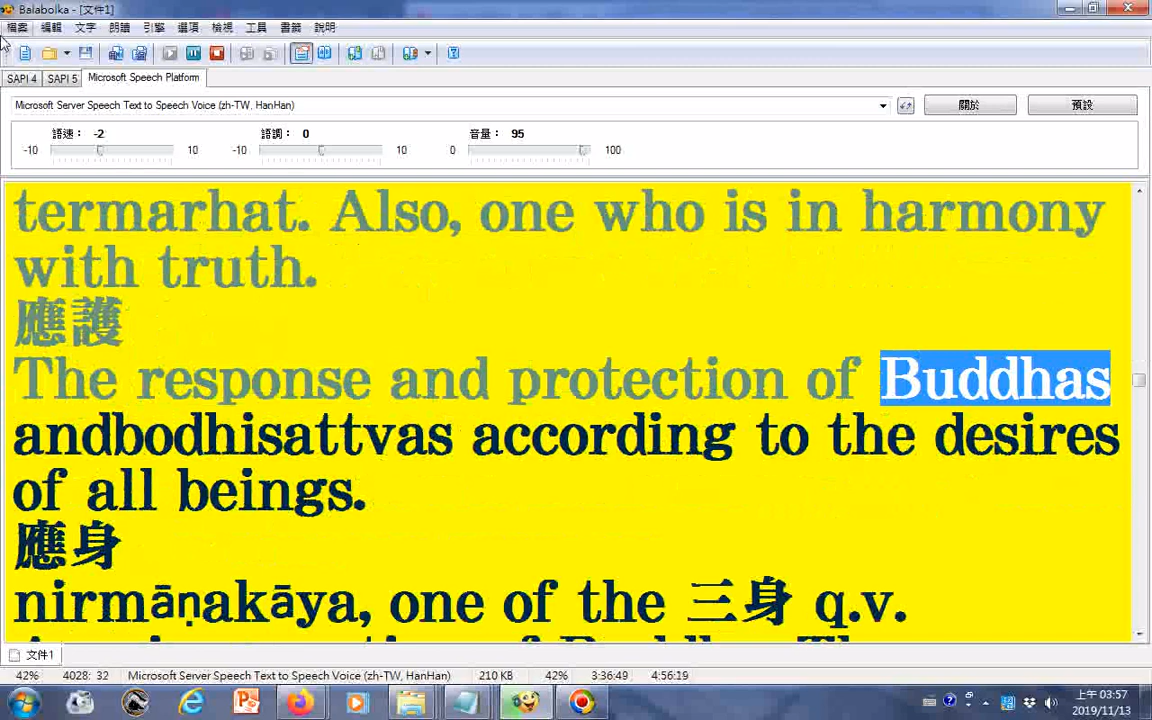 Balabolka - [文件1]
檔案 編輯 文字 朗讀 引擎 選項 檢視 工具 書籤 說明
SAPI 4 SAPI 5 Microsoft Speech Platform
Microsoft Server Speech Text to Speech Voice (zh-TW, HanHan) 關於 預設
語速： -2 語調： 0 音量： 95
-10 10 -10 10 0 100
termarhat. Also, one who is in harmony
with truth.
應護
The response and protection of Buddhas
andbodhisattvas according to the desires
of all beings.
應身
nirmāṇakāya, one of the 三身 q.v.
文件1
42% 4028: 32 Microsoft Server Speech Text to Speech Voice (zh-TW, HanHan) 210 KB 42% 3:36:49 4:56:19
上午 03:57
2019/11/13